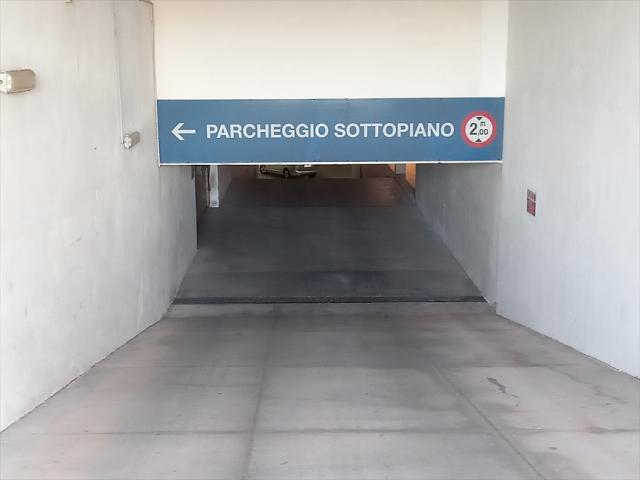 ← PARCHEGGIO SOTTOPIANO
m
2,00